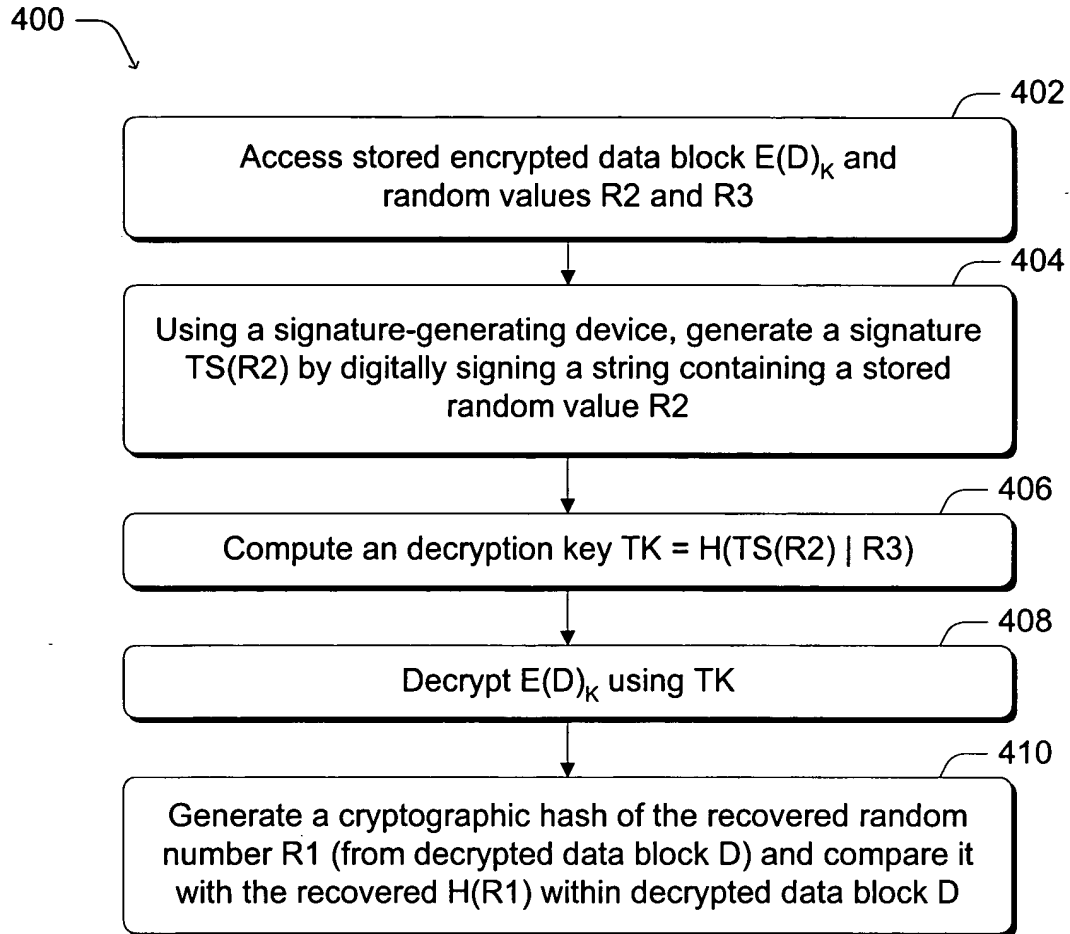 400
402
Access stored encrypted data block E(D)K and
random values R2 and R3
404
Using a signature-generating device, generate a signature
TS(R2) by digitally signing a string containing a stored
random value R2
406
Compute an decryption key TK = H(TS(R2) | R3)
408
Decrypt E(D)K using TK
410
Generate a cryptographic hash of the recovered random
number R1 (from decrypted data block D) and compare it
with the recovered H(R1) within decrypted data block D